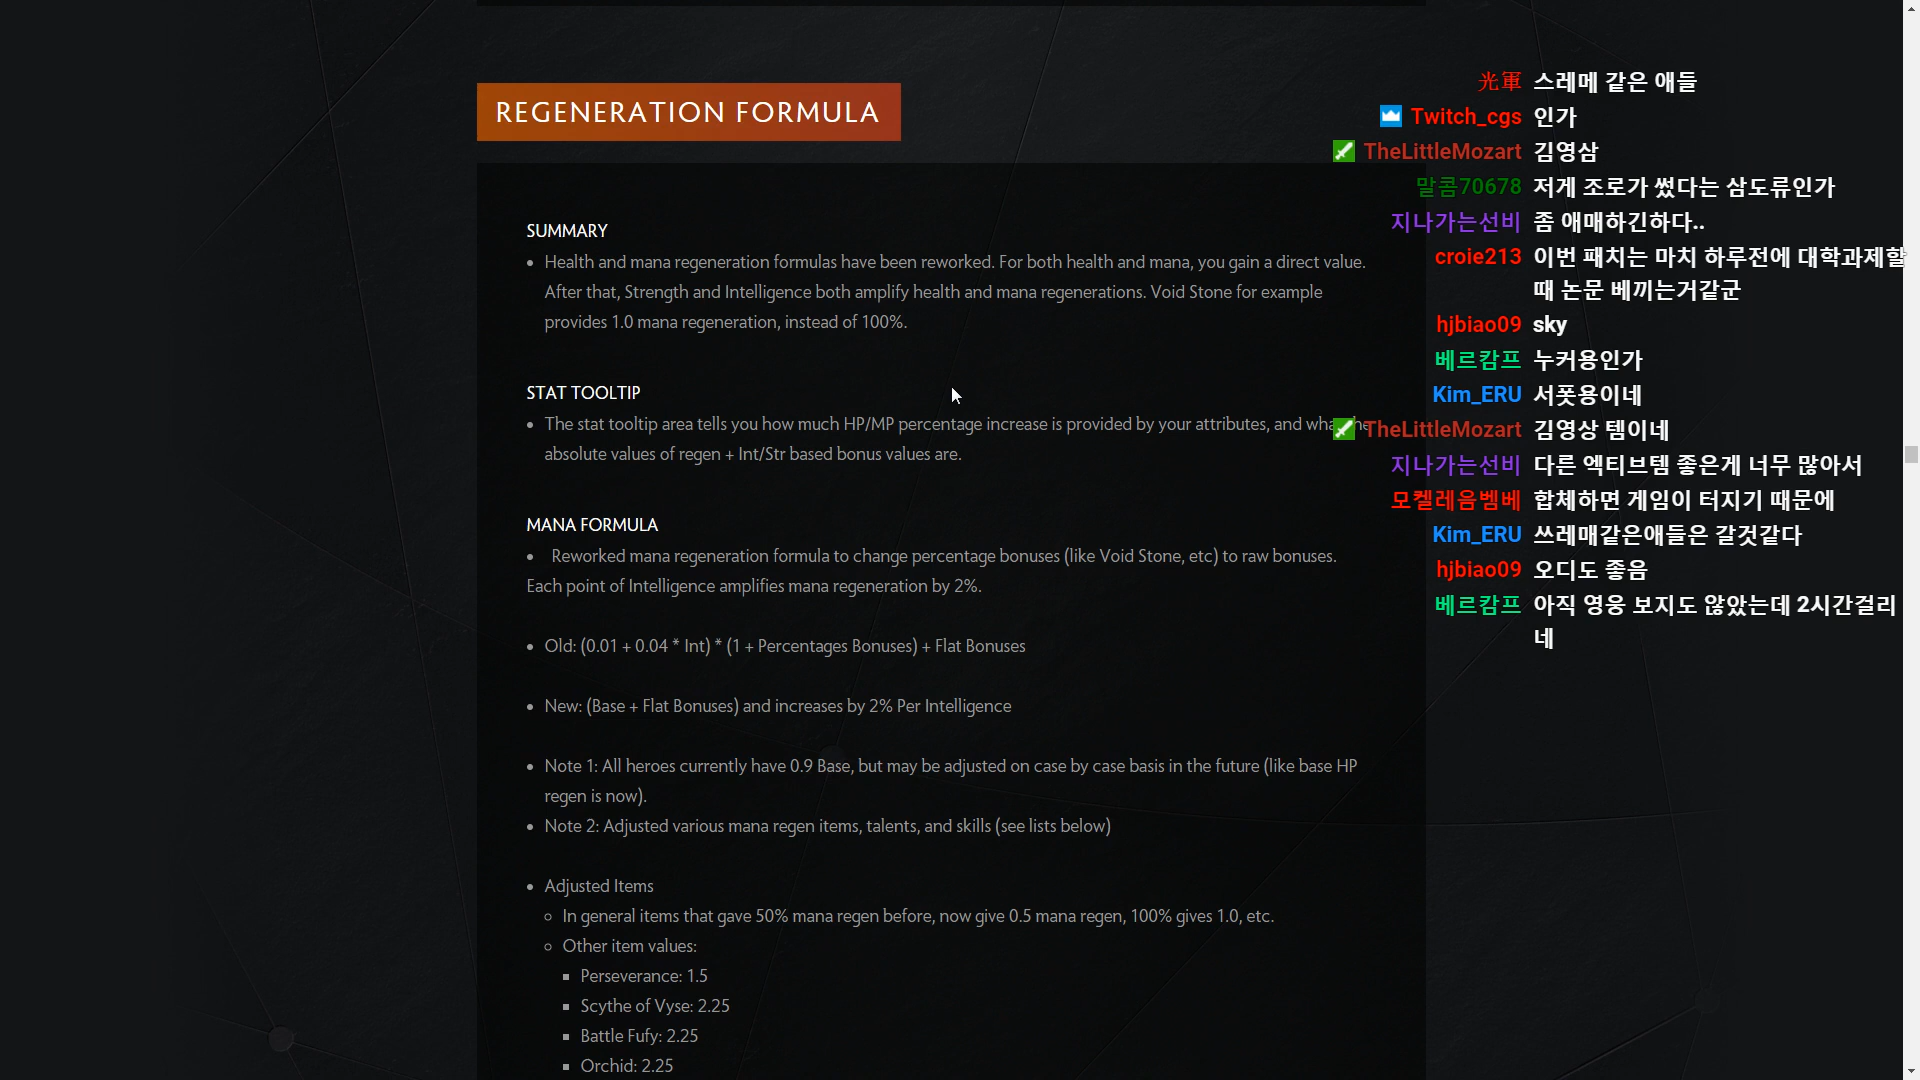 REGENERATION FORMULA
SUMMARY
Health and mana regeneration formulas have been reworked. For both health and mana, you gain a direct value.
After that, Strength and Intelligence both amplify health and mana regenerations. Void Stone for example
provides 1.0 mana regeneration, instead of 100%.
STAT TOOLTIP
The stat tooltip area tells you how much HP/MP percentage increase is provided by your attributes, and
absolute values of regen + Int/Str based bonus values are.
MANA FORMULA
Reworked mana regeneration formula to change percentage bonuses (like Void Stone, etc) to raw bonuses.
Each point of Intelligence amplifies mana regeneration by 2%.
Old: (0.01 + 0.04 * Int) * (1 + Percentages Bonuses) + Flat Bonuses
New: (Base + Flat Bonuses) and increases by 2% Per Intelligence
Note 1: All heroes currently have 0.9 Base, but may be adjusted on case by case basis in the future (like base HP
regen is now).
Note 2: Adjusted various mana regen items, talents, and skills (see lists below)
Adjusted Items
In general items that gave 50% mana regen before, now give 0.5 mana regen, 100% gives 1.0, etc.
Other item values:
Perseverance: 1.5
Scythe of Vyse: 2.25
Battle Fufy: 2.25
Orchid: 2.25
光軍 스레메 같은 애들
Twitch_cgs 인가
TheLittleMozart 김영삼
말콤70678 저게 조로가 썼다는 삼도류인가
지나가는선비 좀 애매하긴하다..
croie213 이번 패치는 마치 하루전에 대학과제할
때 논문 베끼는거같군
hjbiao09 sky
베르캄프 누커용인가
Kim_ERU 서폿용이네
TheLittleMozart 김영상 템이네
지나가는선비 다른 엑티브템 좋은게 너무 많아서
모켈레음벰베 합체하면 게임이 터지기 때문에
Kim_ERU 쓰레매같은애들은 갈것같다
hjbiao09 오디도 좋음
베르캄프 아직 영웅 보지도 않았는데 2시간걸리
네